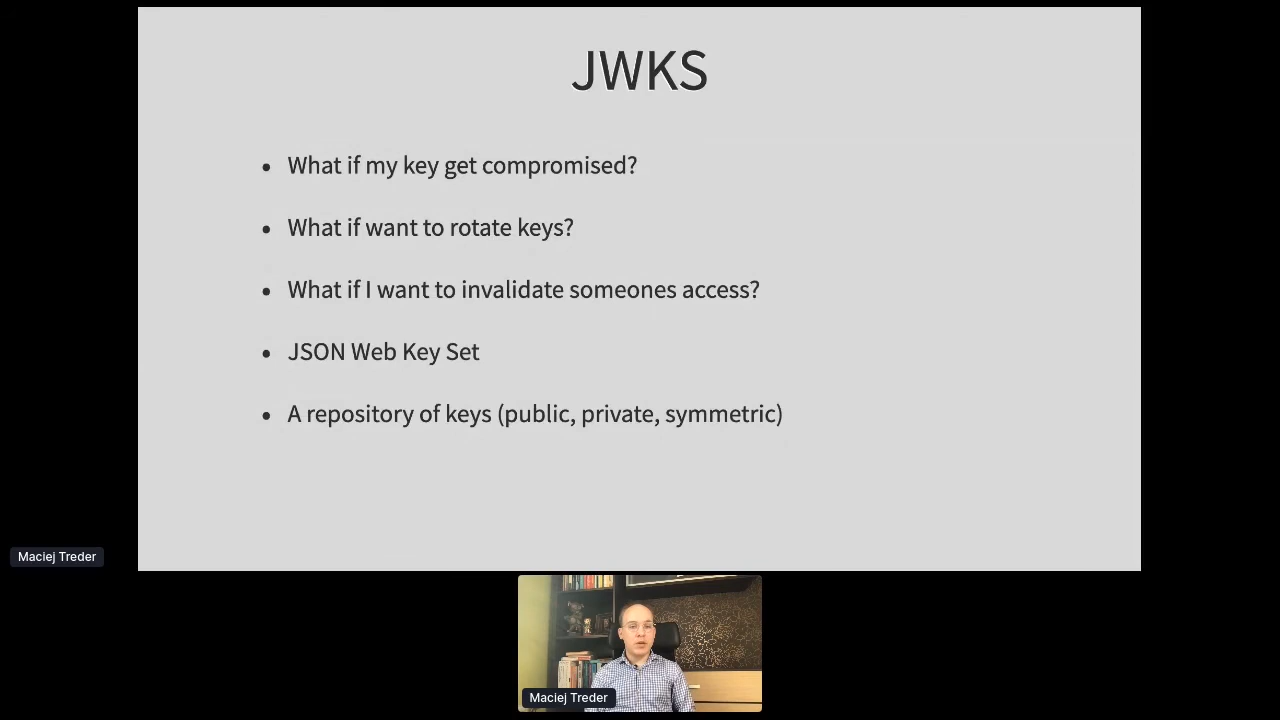 JWKS
• What if my key get compromised?
• What if want to rotate keys?
• What if I want to invalidate someones access?
• JSON Web Key Set
• A repository of keys (public, private, symmetric)
Maciej Treder
Maciej Treder